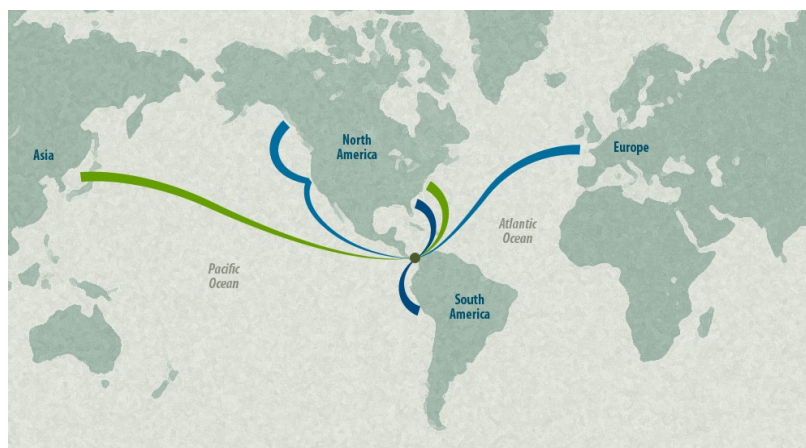 North
America
Asia
Europe
Atlantic
Ocean
Pacific
Ocean
South
America